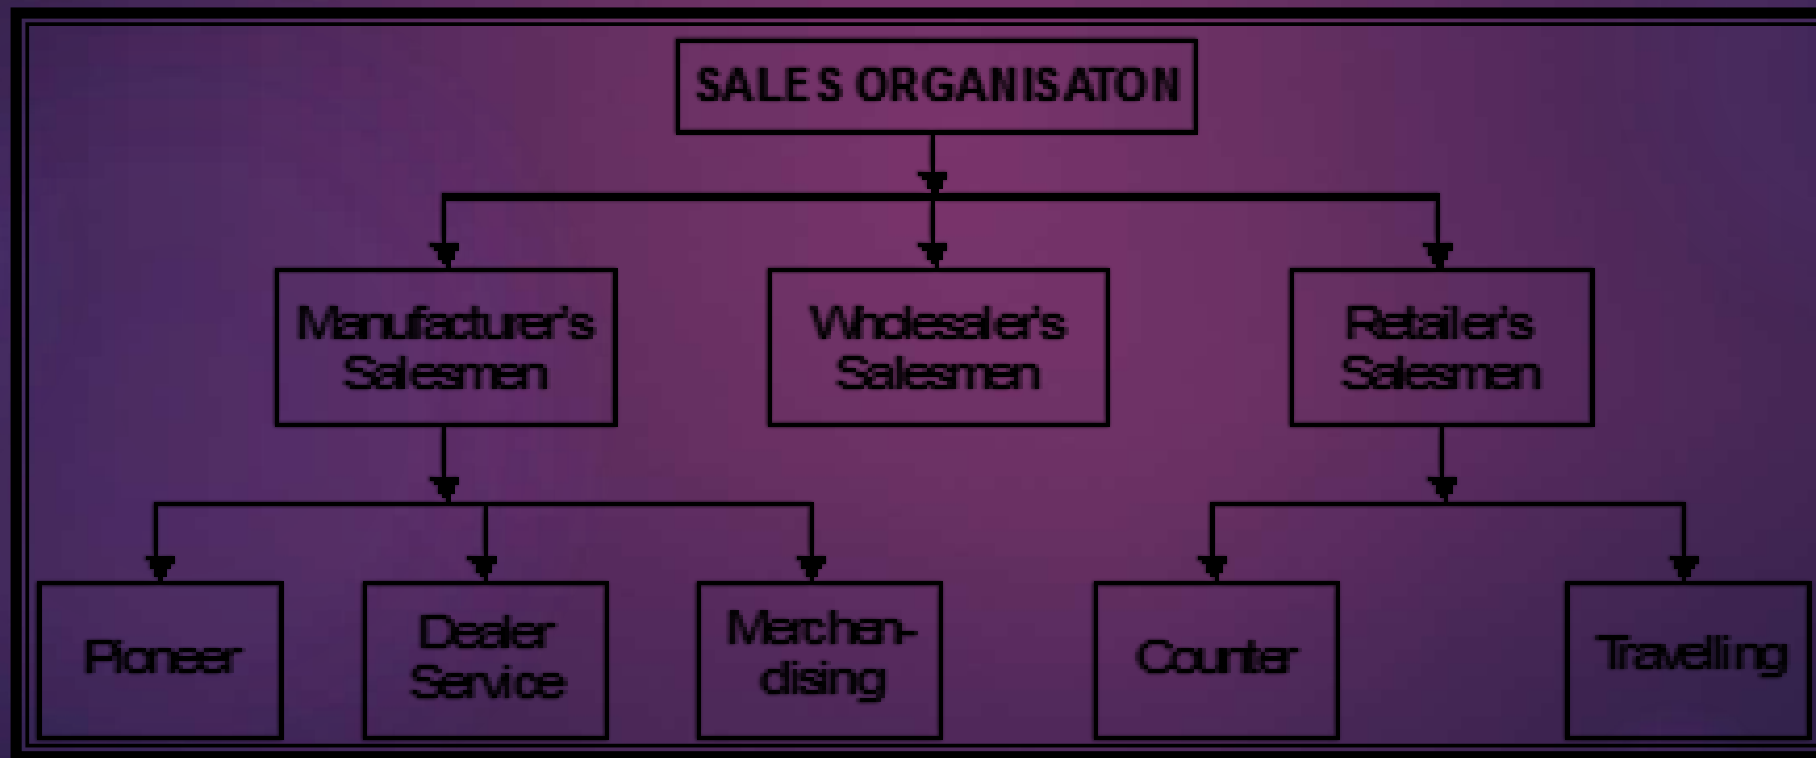 SALES ORGANISATON
Manufacturer's
Salesmen
Wholesaler's
Salesmen
Retailer's
Salesmen
Pioneer
Dealer
Service
Merchan-
dising
Counter
Travelling